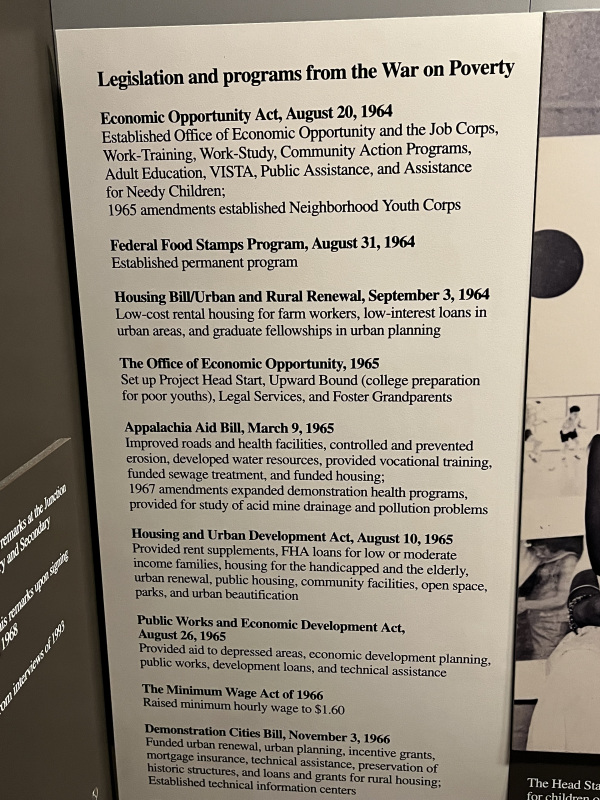 Legislation and programs from the War on Poverty
Economic Opportunity Act, August 20, 1964
Established Office of Economic Opportunity and the Job Corps,
Work-Training, Work-Study, Community Action Programs,
Adult Education, VISTA, Public Assistance, and Assistance
for Needy Children;
1965 amendments established Neighborhood Youth Corps
Federal Food Stamps Program, August 31, 1964
Established permanent program
Housing Bill/Urban and Rural Renewal, September 3, 1964
Low-cost rental housing for farm workers, low-interest loans in
urban areas, and graduate fellowships in urban planning
The Office of Economic Opportunity, 1965
Set up Project Head Start, Upward Bound (college preparation
for poor youths), Legal Services, and Foster Grandparents
Appalachia Aid Bill, March 9, 1965
Improved roads and health facilities, controlled and prevented
erosion, developed water resources, provided vocational training,
funded sewage treatment, and funded housing;
1967 amendments expanded demonstration health programs,
provided for study of acid mine drainage and pollution problems
Housing and Urban Development Act, August 10, 1965
Provided rent supplements, FHA loans for low or moderate
income families, housing for the handicapped and the elderly,
urban renewal, public housing, community facilities, open space,
parks, and urban beautification
Public Works and Economic Development Act,
August 26, 1965
Provided aid to depressed areas, economic development planning,
public works, development loans, and technical assistance
The Minimum Wage Act of 1966
Raised minimum hourly wage to $1.60
Demonstration Cities Bill, November 3, 1966
Funded urban renewal, urban planning, incentive grants,
mortgage insurance, technical assistance, preservation of
historic structures, and loans and grants for rural housing;
Established technical information centers
remarks at the Junction
y and Secondary
his remarks upon signing
1968
om interviews of 1993
The Head Sta
for children o